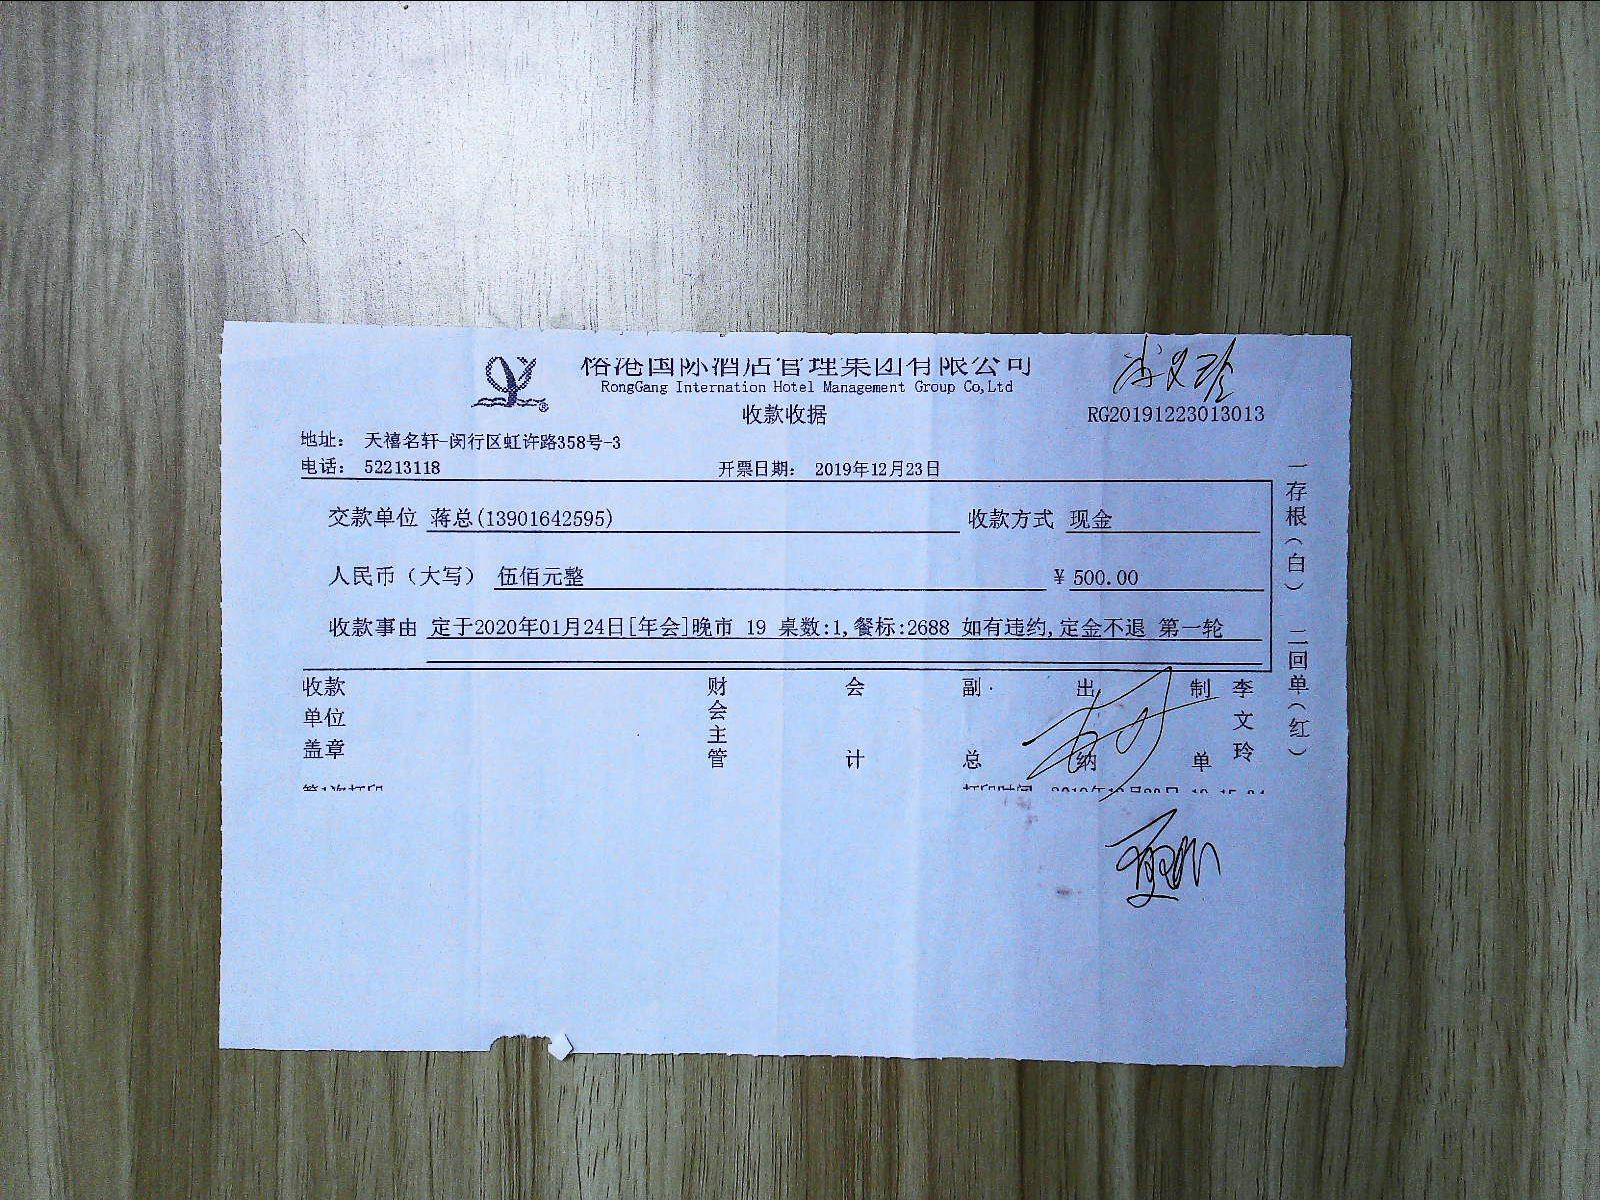 榕港国际酒店管理集团有限公司
RongGang Internation Hotel Management Group Co,Ltd
收款收据
RG20191223013013
地址： 天禧名轩-闵行区虹许路358号-3
电话： 52213118 开票日期： 2019年12月23日
交款单位 蒋总(13901642595) 收款方式 现金
人民币（大写） 伍佰元整 ￥ 500.00
收款事由 定于2020年01月24日[年会]晚市 19 桌数:1,餐标:2688 如有违约,定金不退 第一轮
一存根（白） 二回单（红）
收款单位盖章 财会主管 会计 副总 出纳 制单 李文玲
第1次打印